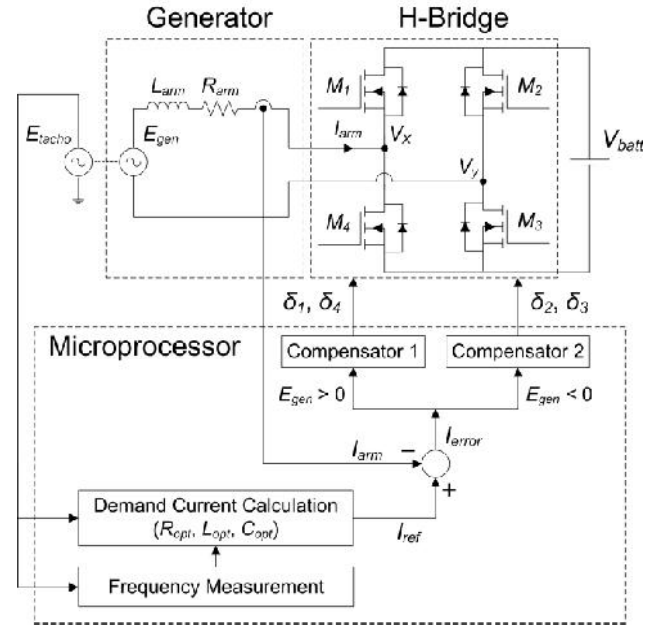 Generator
H-Bridge
Larm
Rarm
M1
M2
Etacho
Egen
Iarm
Vx
Vy
Vbatt
M4
M3
δ1, δ4
δ2, δ3
Microprocessor
Compensator 1
Compensator 2
Egen > 0
Egen < 0
Ierror
Iarm
−
+
Demand Current Calculation
(Ropt, Lopt, Copt)
Iref
Frequency Measurement